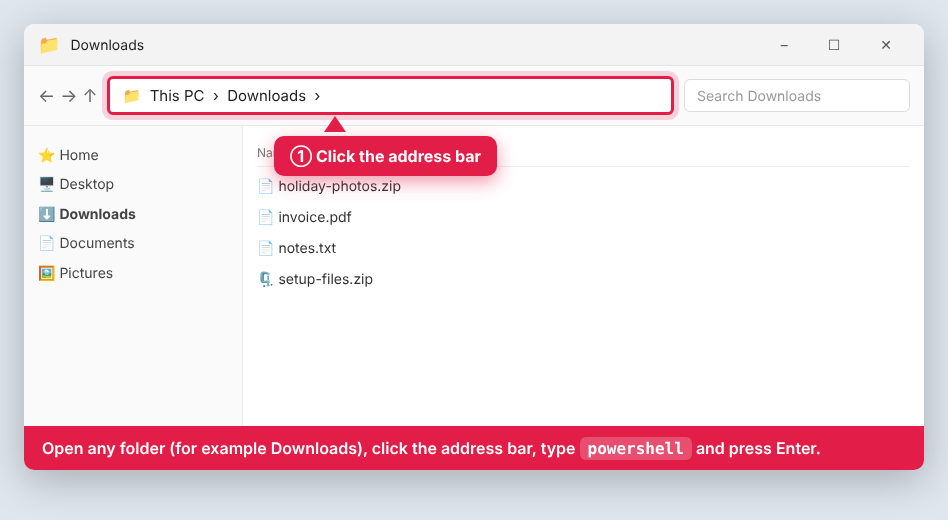 Downloads
This PC › Downloads ›
Search Downloads
① Click the address bar
Home
Desktop
Downloads
Documents
Pictures
holiday-photos.zip
invoice.pdf
notes.txt
setup-files.zip
Open any folder (for example Downloads), click the address bar, type powershell and press Enter.